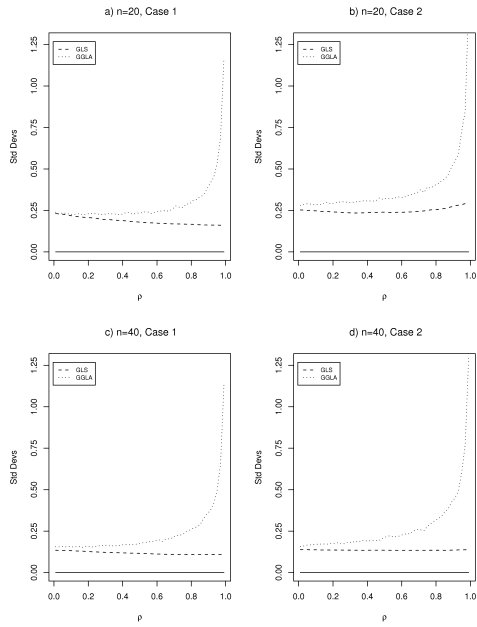 a) n=20, Case 1
GLS
GGLA
Std Devs
1.25
1.00
0.75
0.50
0.25
0.00
0.0 0.2 0.4 0.6 0.8 1.0
ρ
b) n=20, Case 2
GLS
GGLA
Std Devs
1.25
1.00
0.75
0.50
0.25
0.00
0.0 0.2 0.4 0.6 0.8 1.0
ρ
c) n=40, Case 1
GLS
GGLA
Std Devs
1.25
1.00
0.75
0.50
0.25
0.00
0.0 0.2 0.4 0.6 0.8 1.0
ρ
d) n=40, Case 2
GLS
GGLA
Std Devs
1.25
1.00
0.75
0.50
0.25
0.00
0.0 0.2 0.4 0.6 0.8 1.0
ρ